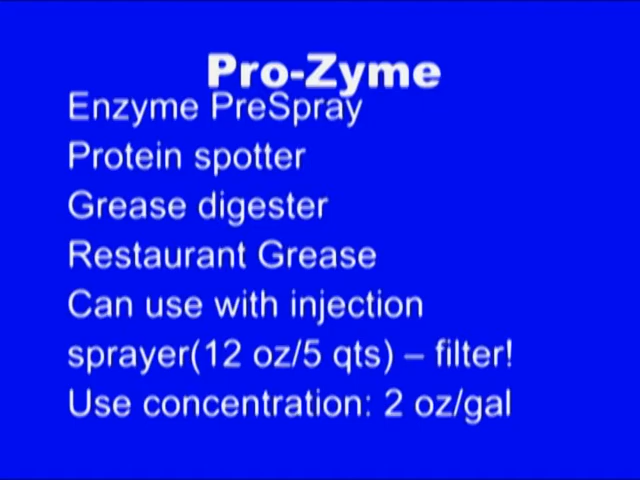 Pro-Zyme
Enzyme PreSpray
Protein spotter
Grease digester
Restaurant Grease
Can use with injection
sprayer(12 oz/5 qts) – filter!
Use concentration: 2 oz/gal